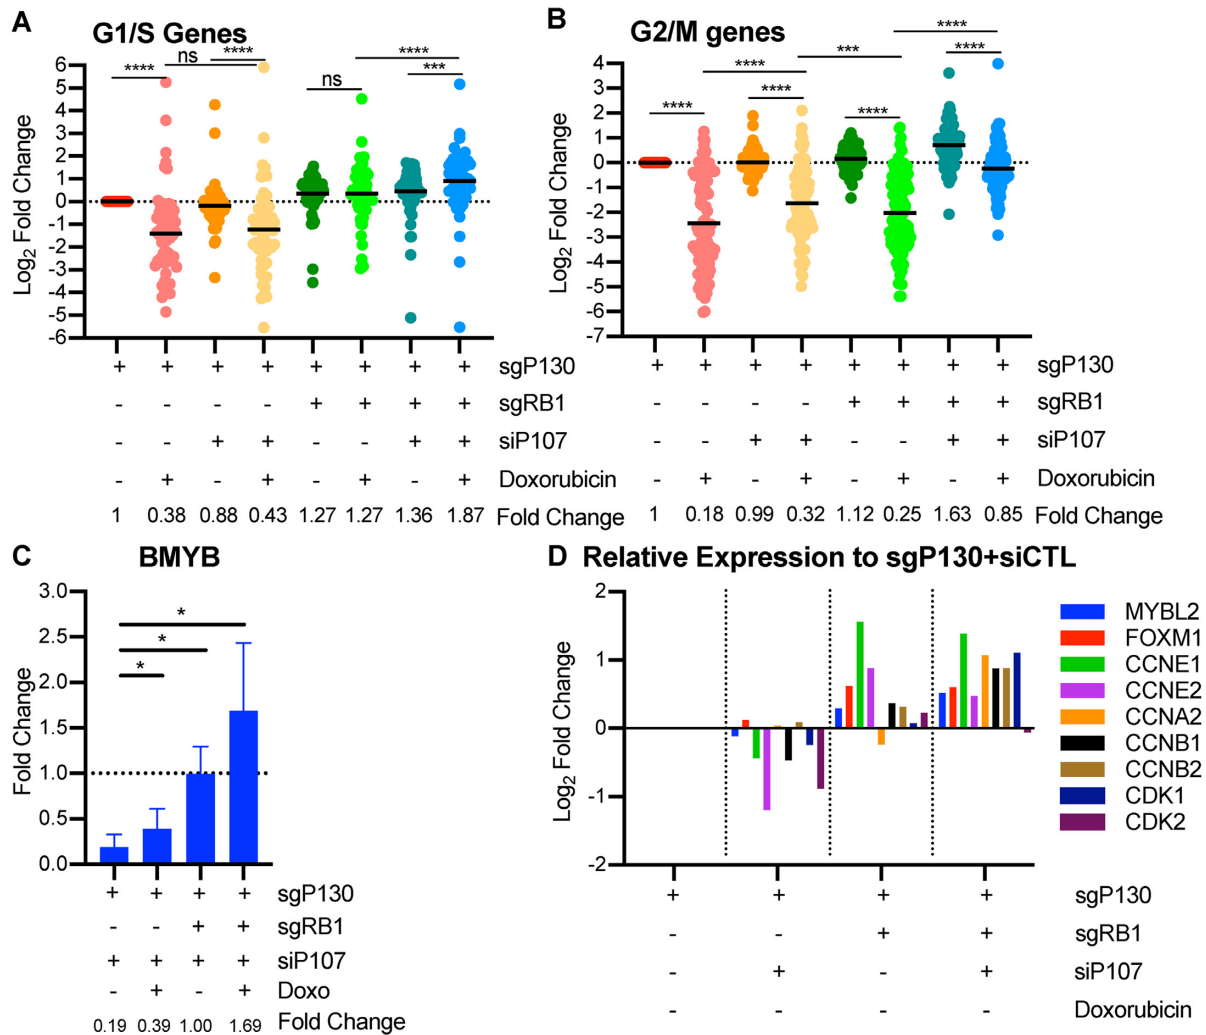 A
G1/S Genes
Log2 Fold Change
6
5
4
3
2
1
0
-1
-2
-3
-4
-5
-6
**** ns **** ns **** ***
+ + + + + + + + sgP130
- - - - + + + + sgRB1
- - + + - - + + siP107
- + - + - + - + Doxorubicin
1 0.38 0.88 0.43 1.27 1.27 1.36 1.87 Fold Change
B
G2/M genes
Log2 Fold Change
4
3
2
1
0
-1
-2
-3
-4
-5
-6
-7
**** **** **** *** **** **** ****
+ + + + + + + + sgP130
- - - - + + + + sgRB1
- - + + - - + + siP107
- + - + - + - + Doxorubicin
1 0.18 0.99 0.32 1.12 0.25 1.63 0.85 Fold Change
C
BMYB
Fold Change
3.0
2.5
2.0
1.5
1.0
0.5
0.0
*
*
*
+ + + + sgP130
- - + + sgRB1
+ + + + siP107
- + - + Doxo
0.19 0.39 1.00 1.69 Fold Change
D
Relative Expression to sgP130+siCTL
Log2 Fold Change
2
1
0
-1
-2
MYBL2
FOXM1
CCNE1
CCNE2
CCNA2
CCNB1
CCNB2
CDK1
CDK2
+ + + + sgP130
- - + + sgRB1
- + - + siP107
- - - - Doxorubicin